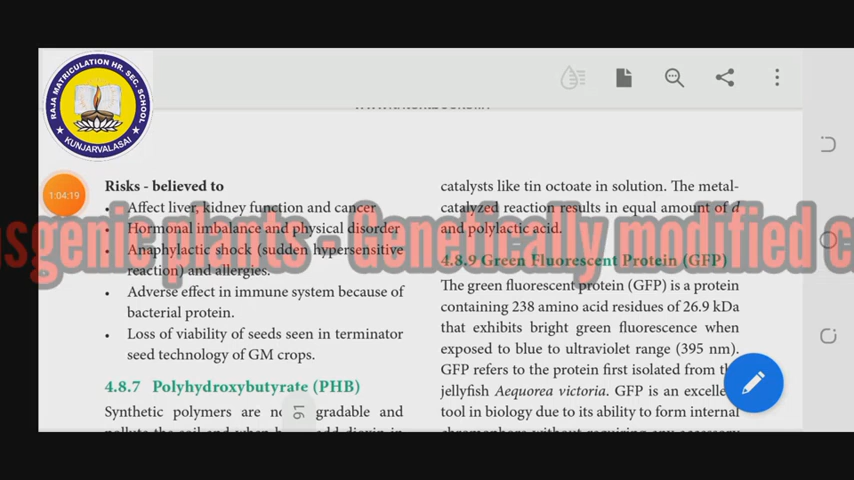 RAJA MATRICULATION HR. SEC. SCHOOL
KUNJARVALASAI
1:04:19
nsgenic plants - Genetically modified c
Risks - believed to
• Affect liver, kidney function and cancer
• Hormonal imbalance and physical disorder
• Anaphylactic shock (sudden hypersensitive
reaction) and allergies.
• Adverse effect in immune system because of
bacterial protein.
• Loss of viability of seeds seen in terminator
seed technology of GM crops.
4.8.7 Polyhydroxybutyrate (PHB)
Synthetic polymers are gradable and
91
catalysts like tin octoate in solution. The metal-
catalyzed reaction results in equal amount of d
and polylactic acid.
4.8.9 Green Fluorescent Protein (GFP)
The green fluorescent protein (GFP) is a protein
containing 238 amino acid residues of 26.9 kDa
that exhibits bright green fluorescence when
exposed to blue to ultraviolet range (395 nm).
GFP refers to the protein first isolated from
jellyfish Aequorea victoria. GFP is an
tool in biology due to its ability to form internal